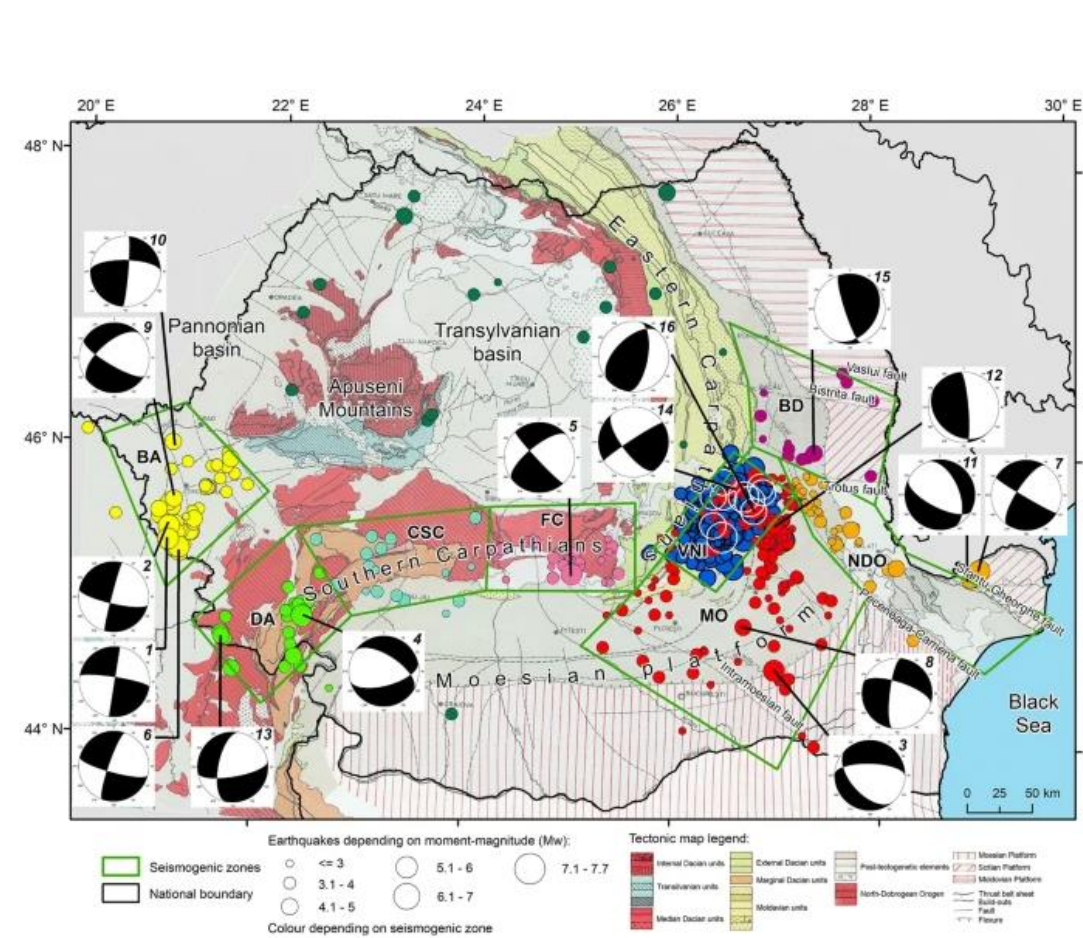 20° E 22° E 24° E 26° E 28° E 30° E
48° N
46° N
44° N
10
9
2
1
6
13
4
5
16
14
15
12
11
7
8
3
Pannonian
basin
Transylvanian
basin
Apuseni
Mountains
Eastern Carpathians
Southern Carpathians
Moesian platform
BA
DA
CSC
FC
VNI
BD
NDO
MO
Vaslui fault
Bistrita fault
Trotus fault
Sfantu Gheorghe fault
Peceneaga-Camena fault
Intramoesian fault
Black
Sea
0 25 50 km
Seismogenic zones
National boundary
Earthquakes depending on moment-magnitude (Mw):
<= 3
3.1 - 4
4.1 - 5
5.1 - 6
6.1 - 7
7.1 - 7.7
Colour depending on seismogenic zone
Tectonic map legend:
Internal Dacian units
Transilvanian units
Median Dacian units
External Dacian units
Marginal Dacian units
Moldavian units
Post-tectogenetic elements
North-Dobrogean Orogen
Moesian Platform
Scitian Platform
Moldovian Platform
Thrust belt sheet
Fault
Flexure